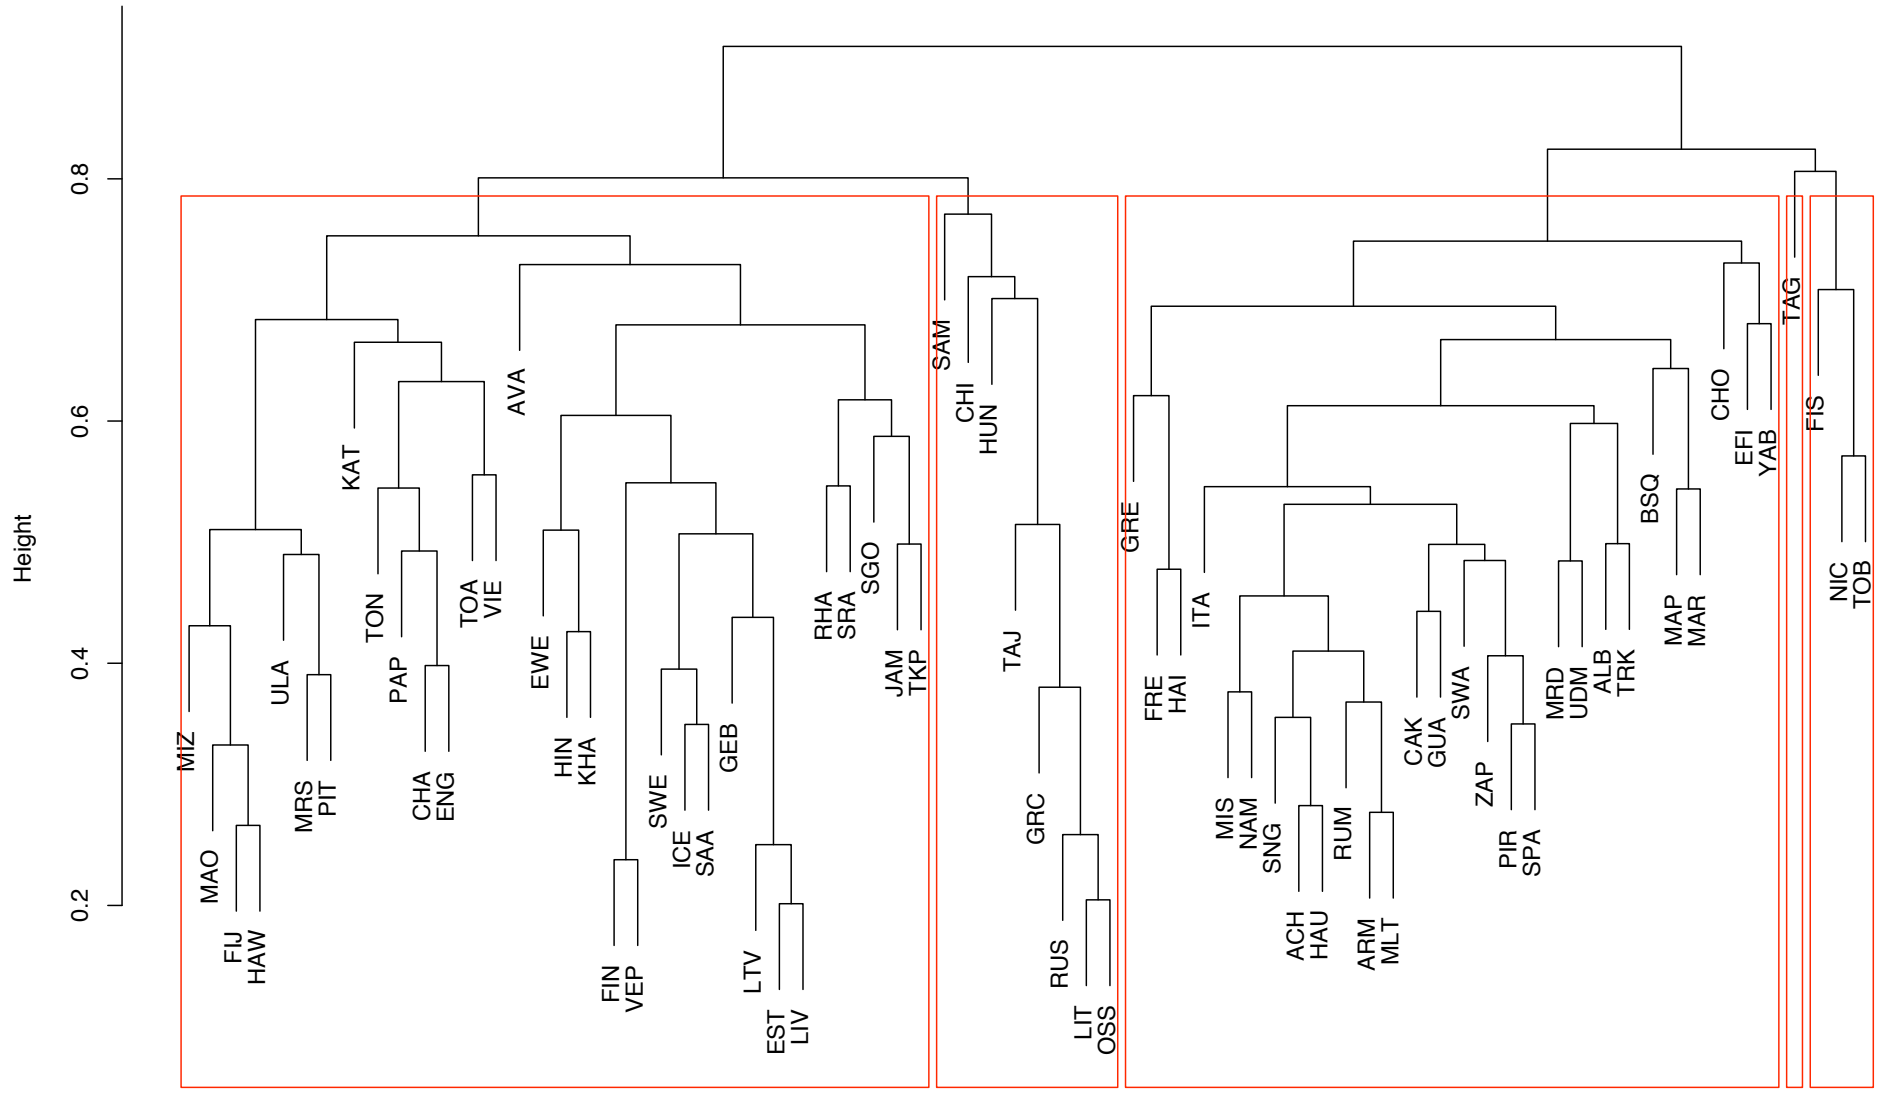 Height
0.8
0.6
0.4
0.2
MIZ
MAO
FIJ
HAW
ULA
MRS
PIT
KAT
TON
PAP
CHA
ENG
TOA
VIE
AVA
EWE
HIN
KHA
FIN
VEP
SWE
ICE
SAA
GEB
LTV
EST
LIV
RHA
SRA
SGO
JAM
TKP
SAM
CHI
HUN
TAJ
GRC
RUS
LIT
OSS
GRE
FRE
HAI
ITA
MIS
NAM
SNG
ACH
HAU
RUM
ARM
MLT
CAK
GUA
SWA
ZAP
PIR
SPA
MRD
UDM
ALB
TRK
BSQ
MAP
MAR
CHO
EFI
YAB
TAG
FIS
NIC
TOB